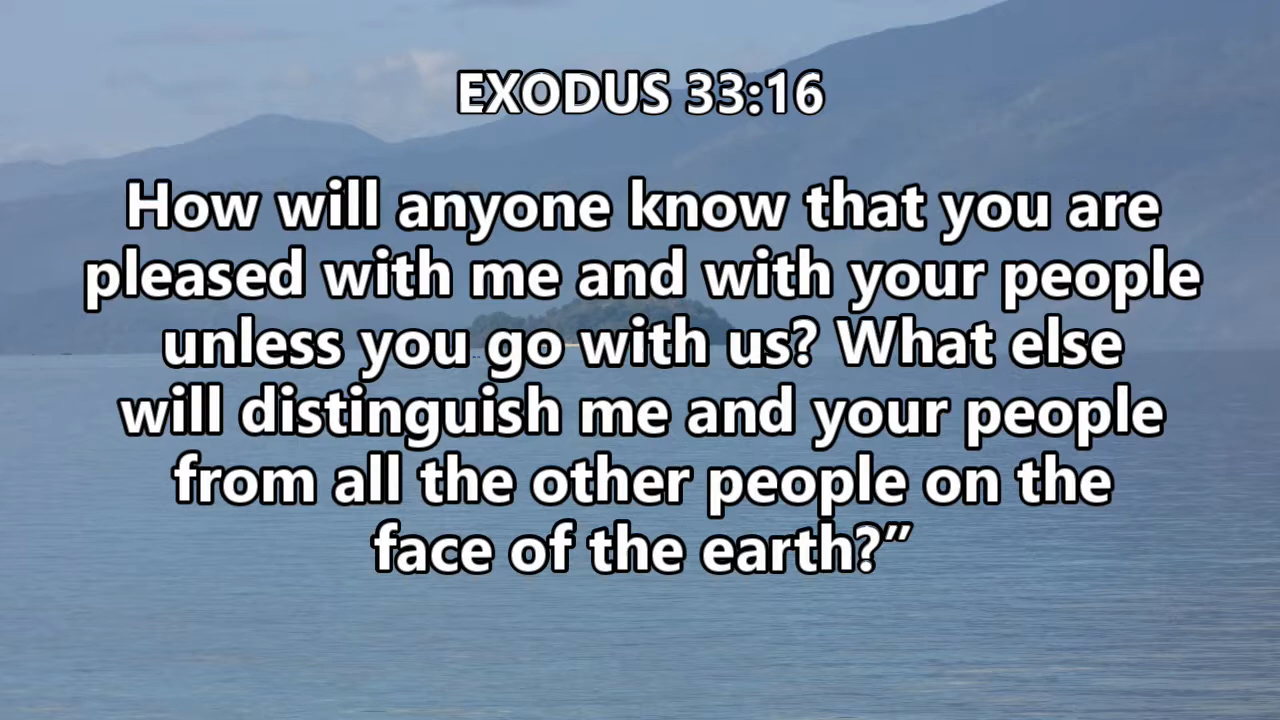 EXODUS 33:16
How will anyone know that you are
pleased with me and with your people
unless you go with us? What else
will distinguish me and your people
from all the other people on the
face of the earth?”